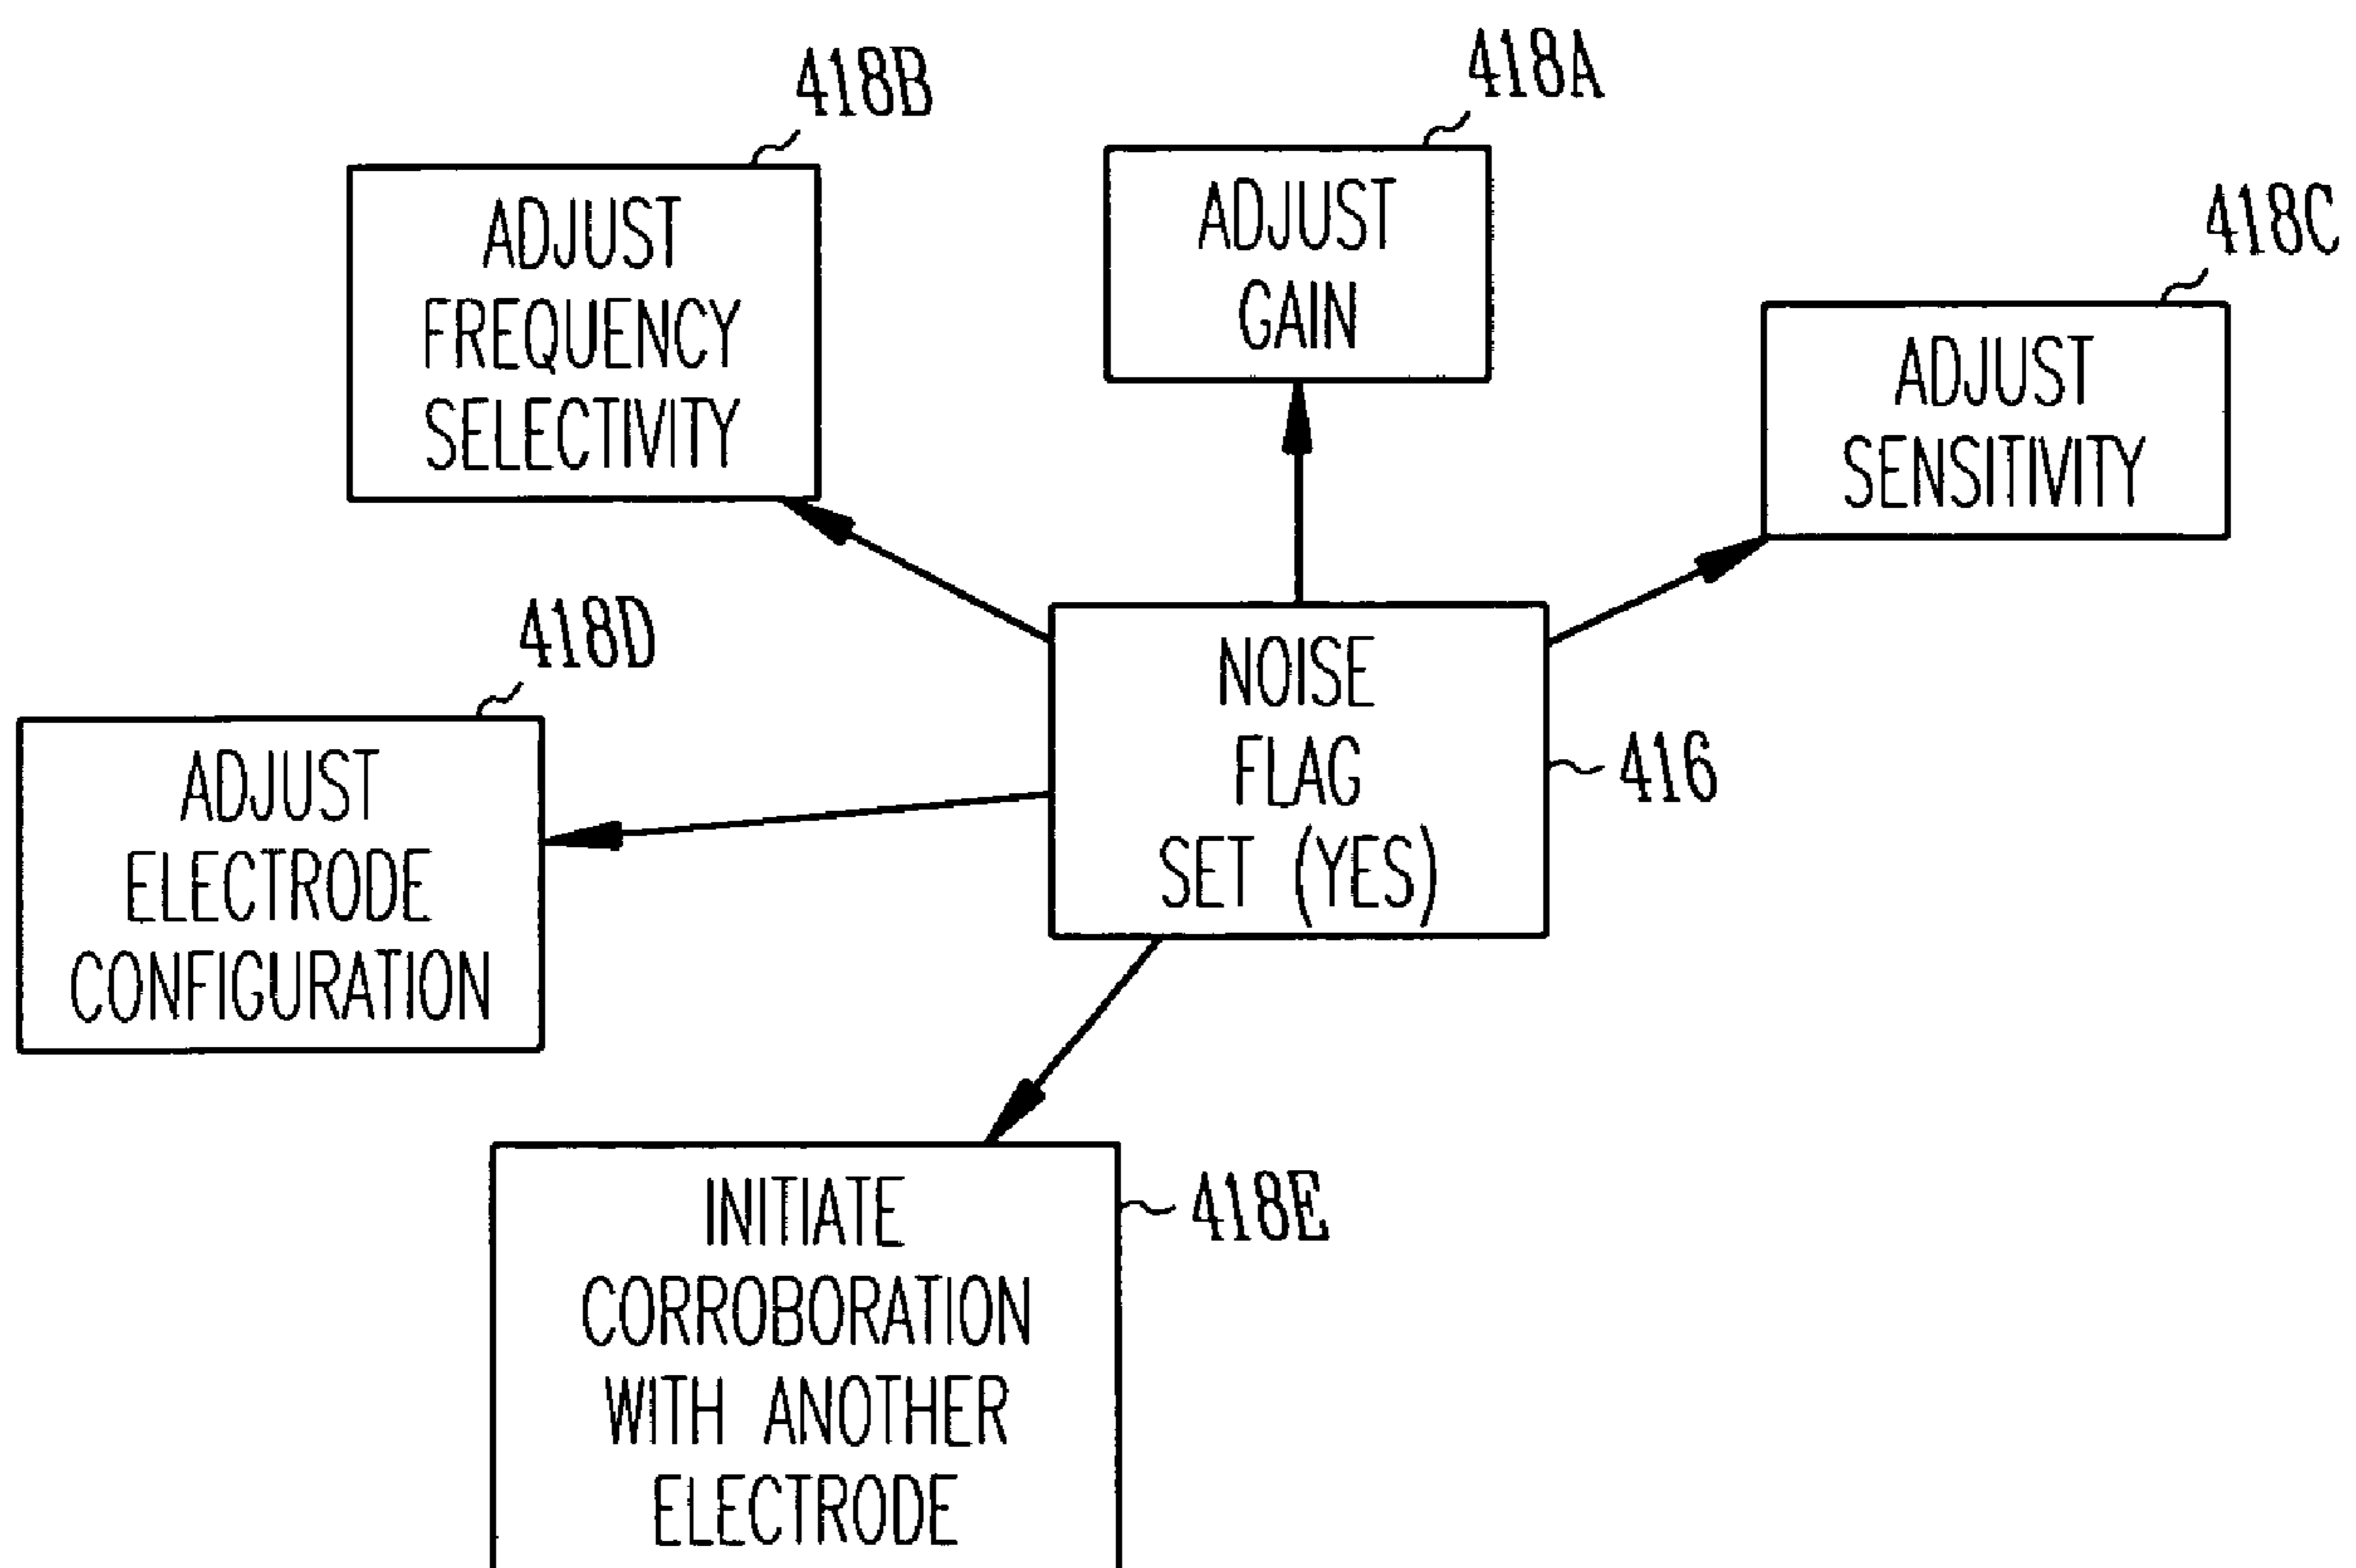 418B
ADJUST
FREQUENCY
SELECTIVITY
418A
ADJUST
GAIN
418C
ADJUST
SENSITIVITY
418D
ADJUST
ELECTRODE
CONFIGURATION
NOISE
FLAG
SET (YES)
416
INITIATE
CORROBORATION
WITH ANOTHER
ELECTRODE
418E